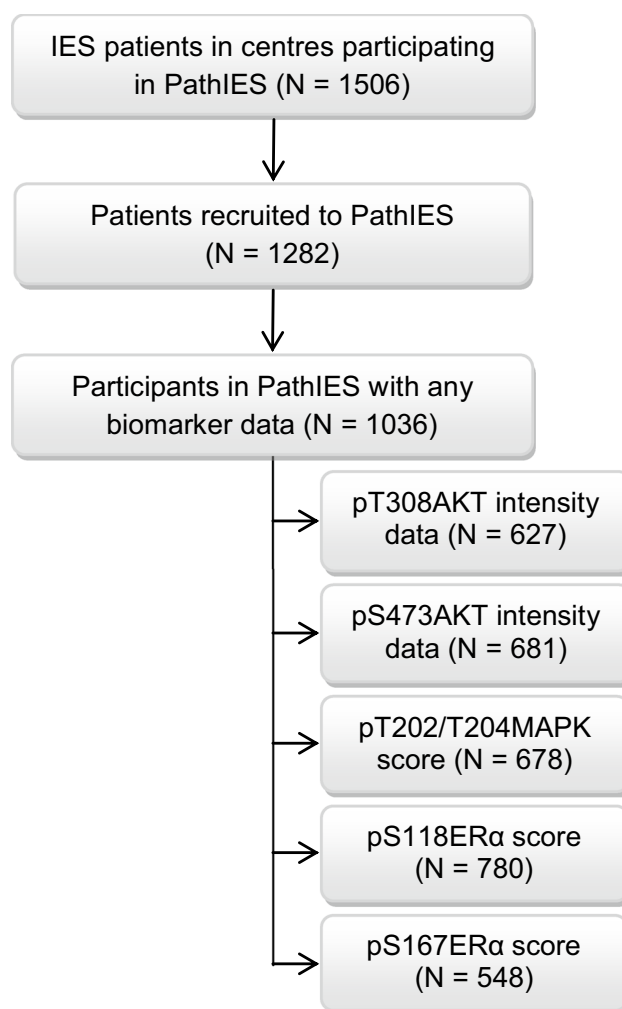 IES patients in centres participating
in PathIES (N = 1506)
Patients recruited to PathIES
(N = 1282)
Participants in PathIES with any
biomarker data (N = 1036)
pT308AKT intensity
data (N = 627)
pS473AKT intensity
data (N = 681)
pT202/T204MAPK
score (N = 678)
pS118ERα score
(N = 780)
pS167ERα score
(N = 548)